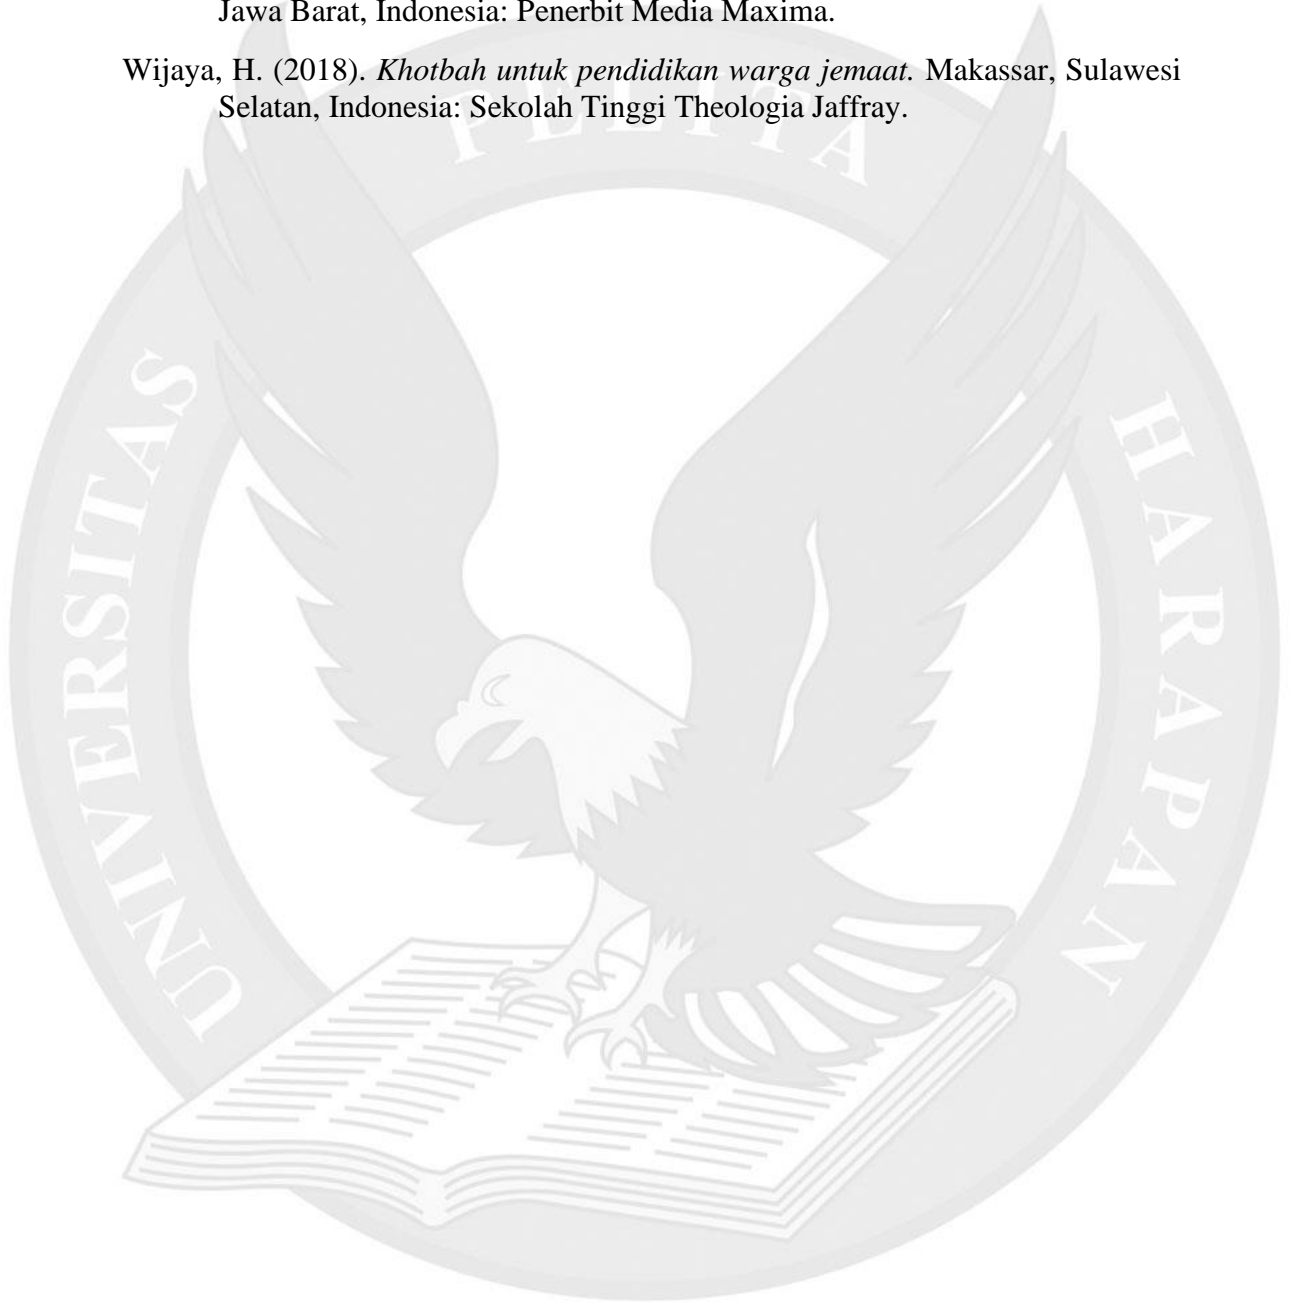 Jawa Barat, Indonesia: Penerbit Media Maxima.
Wijaya, H. (2018). Khotbah untuk pendidikan warga jemaat. Makassar, Sulawesi
Selatan, Indonesia: Sekolah Tinggi Theologia Jaffray.
UNIVERSITAS PELITA HARAPAN